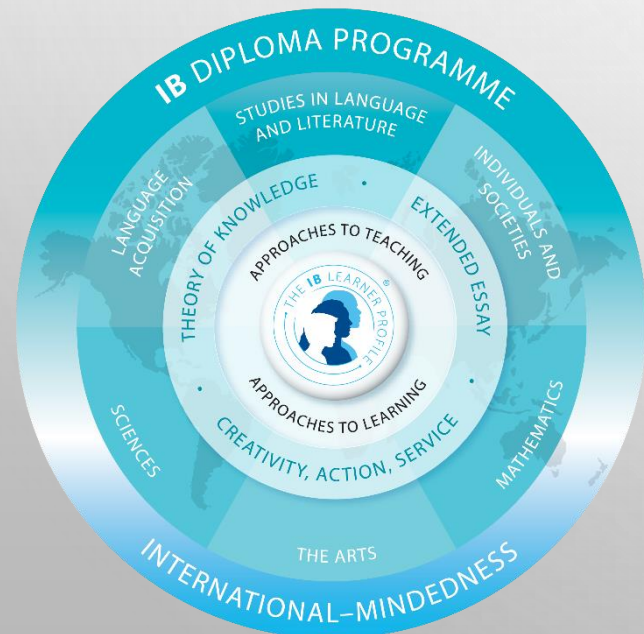 IB DIPLOMA PROGRAMME
STUDIES IN LANGUAGE
AND LITERATURE
LANGUAGE
ACQUISITION
INDIVIDUALS AND
SOCIETIES
THEORY OF KNOWLEDGE
•
EXTENDED ESSAY
APPROACHES TO TEACHING
THE IB LEARNER PROFILE
®
APPROACHES TO LEARNING
•
CREATIVITY, ACTION, SERVICE
•
SCIENCES
MATHEMATICS
THE ARTS
INTERNATIONAL–MINDEDNESS